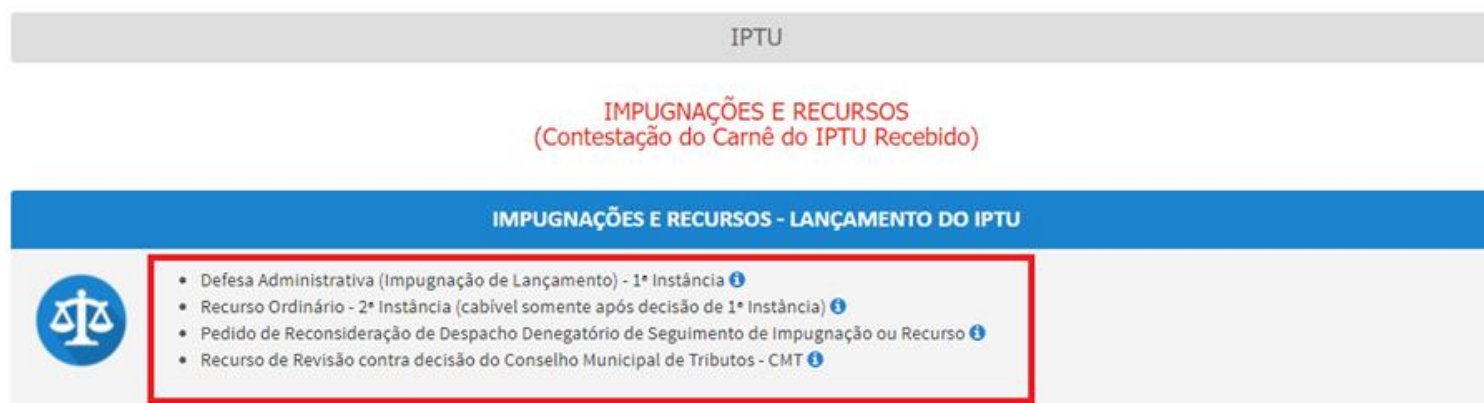 IPTU
IMPUGNAÇÕES E RECURSOS
(Contestação do Carnê do IPTU Recebido)
IMPUGNAÇÕES E RECURSOS - LANÇAMENTO DO IPTU
• Defesa Administrativa (Impugnação de Lançamento) - 1ª Instância
• Recurso Ordinário - 2ª Instância (cabível somente após decisão de 1ª Instância)
• Pedido de Reconsideração de Despacho Denegatório de Seguimento de Impugnação ou Recurso
• Recurso de Revisão contra decisão do Conselho Municipal de Tributos - CMT